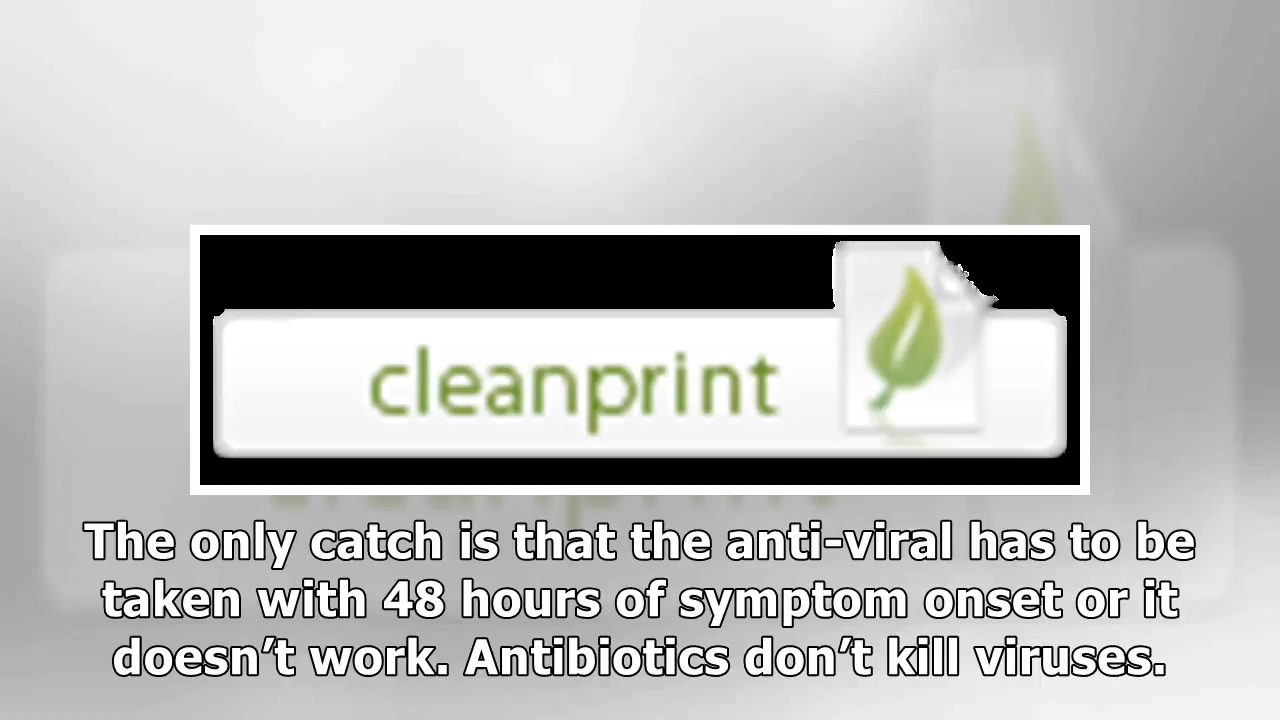 cleanprint
The only catch is that the anti-viral has to be
taken with 48 hours of symptom onset or it
doesn’t work. Antibiotics don’t kill viruses.